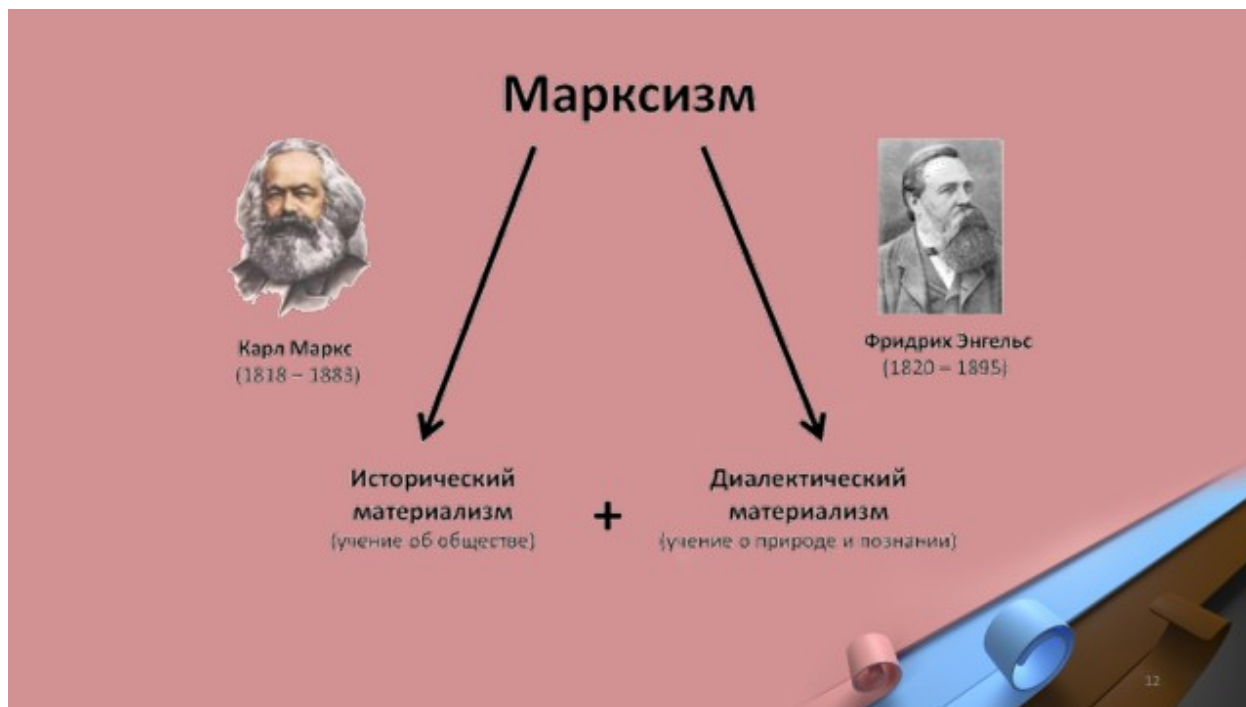 Марксизм
Карл Маркс
(1818 – 1883)
Фридрих Энгельс
(1820 – 1895)
Исторический
материализм
(учение об обществе)
+
Диалектический
материализм
(учение о природе и познании)
12